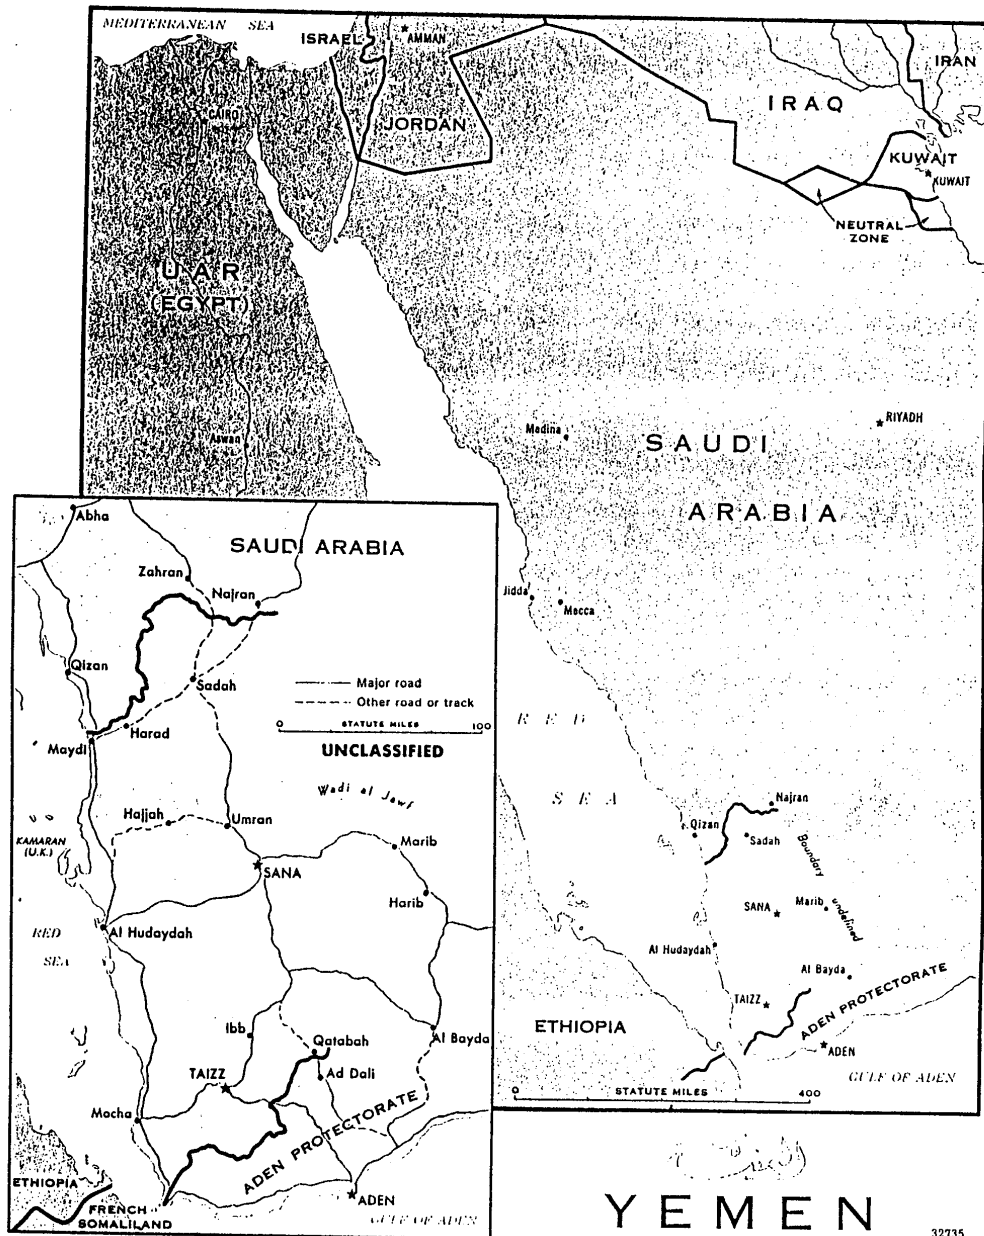 MEDITERRANEAN SEA
ISRAEL
AMMAN
IRAN
IRAQ
CAIRO
JORDAN
KUWAIT
KUWAIT
NEUTRAL
ZONE
U A R
(EGYPT)
RIYADH
Medina
SAUDI
Aswan
ARABIA
Jidda
Mecca
RED
SEA
Najran
Qizan
Sadah
Boundary
undefined
SANA
Marib
Al Hudaydah
Al Bayda
TAIZZ
ADEN PROTECTORATE
ETHIOPIA
ADEN
GULF OF ADEN
0 STATUTE MILES 400
Abha
SAUDI ARABIA
Zahran
Najran
Qizan
Sadah
Major road
Other road or track
0 STATUTE MILES 100
Harad
Maydi
UNCLASSIFIED
Wadi al Jawf
Hajjah
Umran
KAMARAN
(U.K.)
Marib
SANA
Harib
Al Hudaydah
RED
SEA
Ibb
Qatabah
Al Bayda
TAIZZ
Ad Dali
Mocha
ADEN PROTECTORATE
ETHIOPIA
ADEN
FRENCH
SOMALILAND
GULF OF ADEN
YEMEN
32735